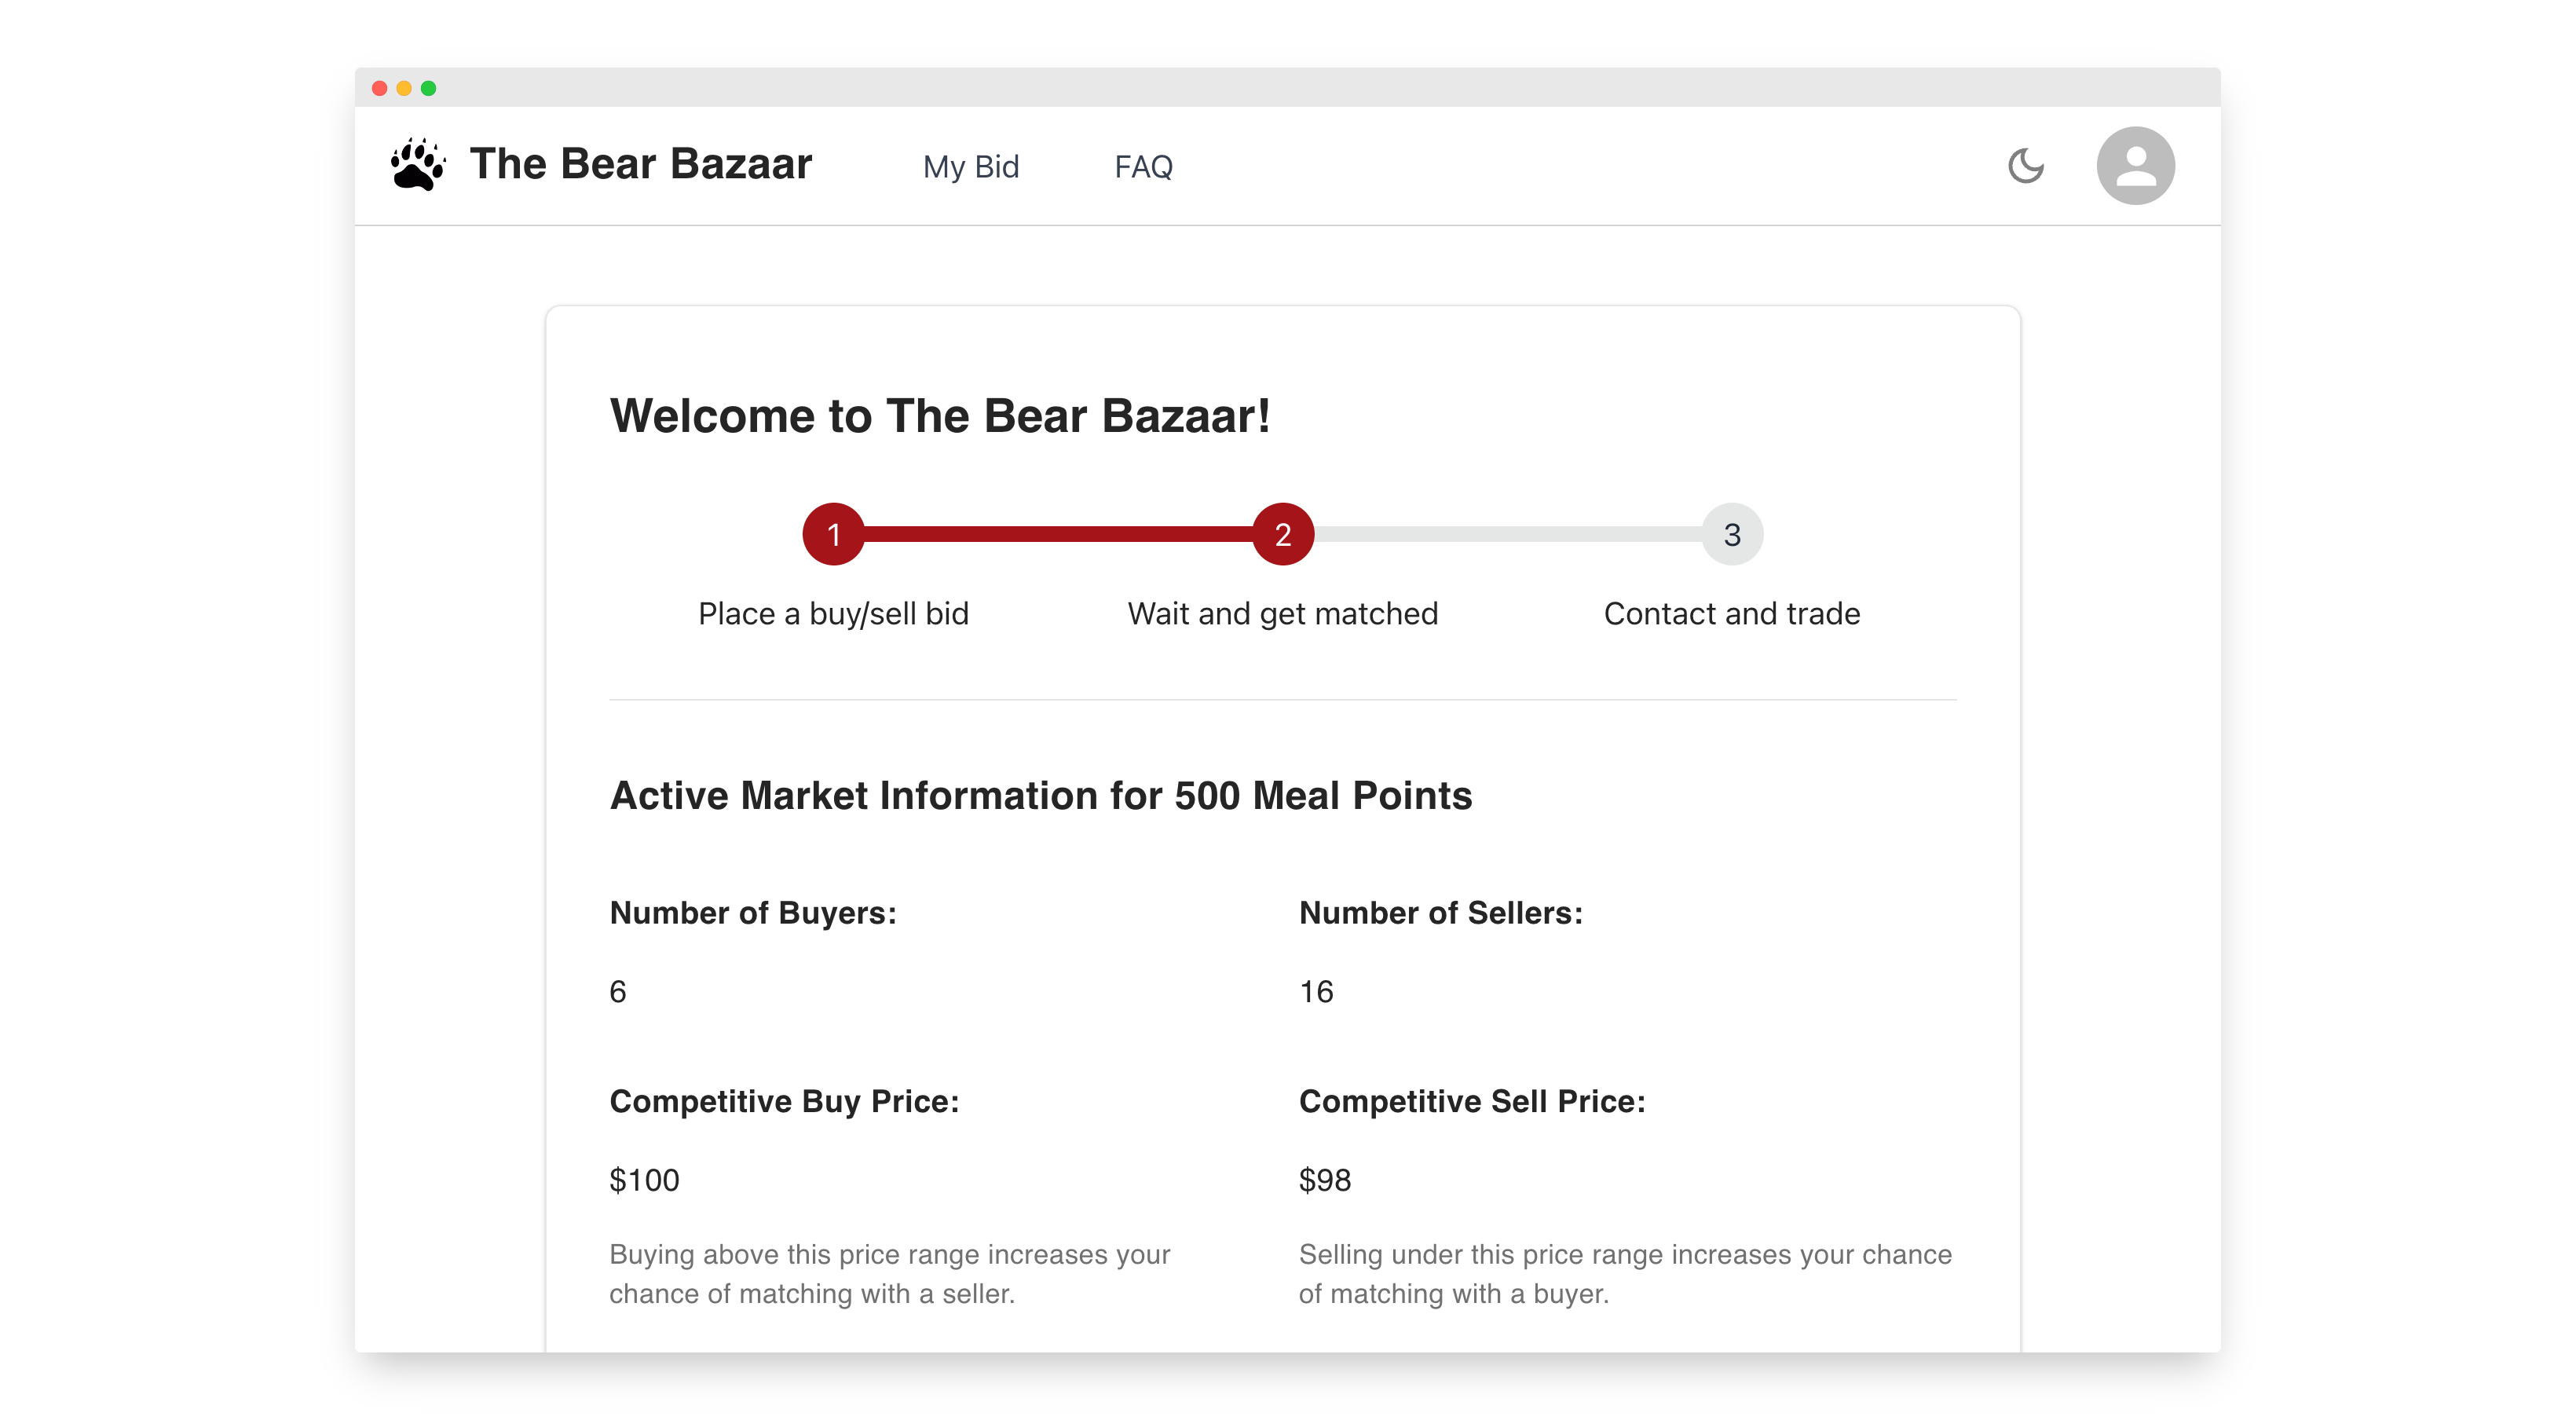 The Bear Bazaar
My Bid
FAQ
Welcome to The Bear Bazaar!
1
2
3
Place a buy/sell bid
Wait and get matched
Contact and trade
Active Market Information for 500 Meal Points
Number of Buyers:
6
Number of Sellers:
16
Competitive Buy Price:
$100
Buying above this price range increases your
chance of matching with a seller.
Competitive Sell Price:
$98
Selling under this price range increases your chance
of matching with a buyer.